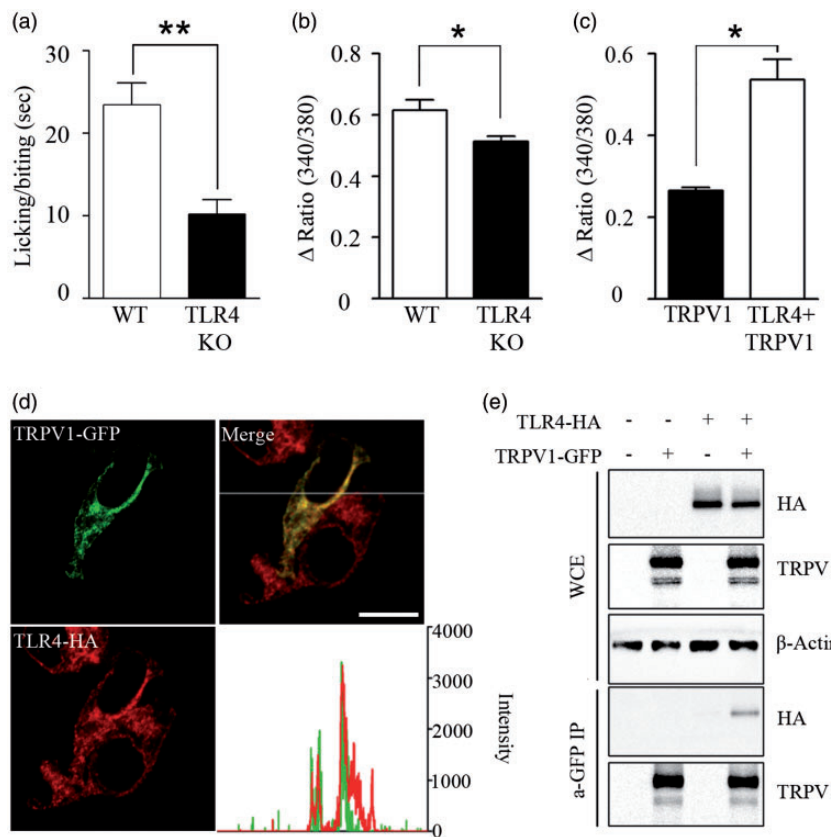 (a)
**
Licking/biting (sec)
30
20
10
0
WT
TLR4
KO
(b)
*
Δ Ratio (340/380)
0.8
0.6
0.4
0.2
0
WT
TLR4
KO
(c)
*
Δ Ratio (340/380)
0.6
0.4
0.2
0
TRPV1
TLR4+
TRPV1
(d)
TRPV1-GFP
Merge
TLR4-HA
4000
3000
2000
1000
0
Intensity
(e)
TLR4-HA - - + +
TRPV1-GFP - + - +
WCE
HA
TRPV
β-Actin
a-GFP IP
HA
TRPV